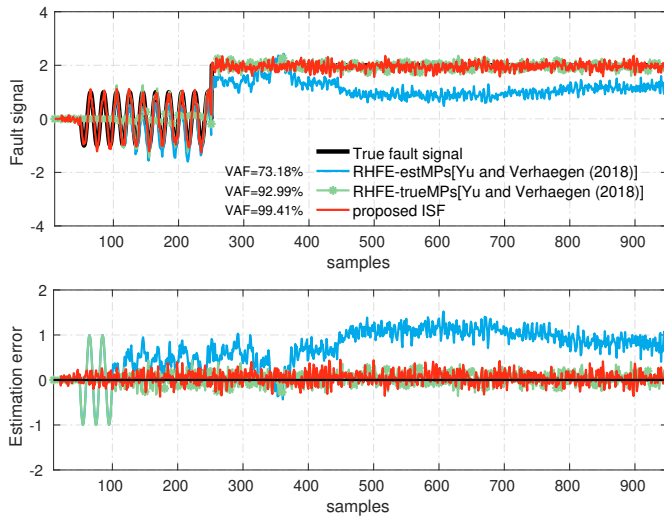 4
2
0
-2
-4
Fault signal
True fault signal
VAF=73.18% RHFE-estMPs[Yu and Verhaegen (2018)]
VAF=92.99% RHFE-trueMPs[Yu and Verhaegen (2018)]
VAF=99.41% proposed ISF
100 200 300 400 500 600 700 800 900
samples
2
1
0
-1
-2
Estimation error
100 200 300 400 500 600 700 800 900
samples